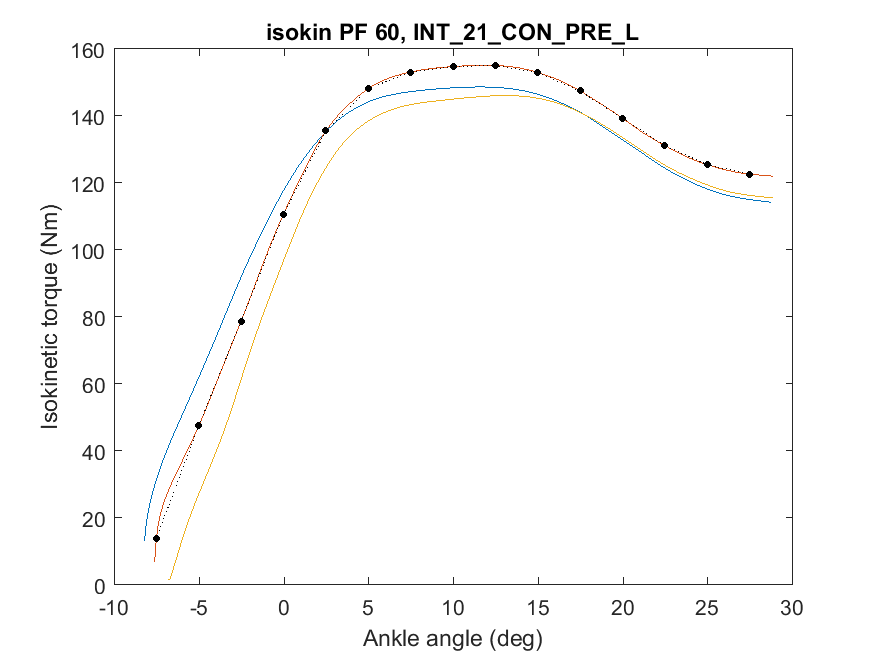 isokin PF 60, INT_21_CON_PRE_L
160
140
120
100
80
60
40
20
0
Isokinetic torque (Nm)
-10 -5 0 5 10 15 20 25 30
Ankle angle (deg)